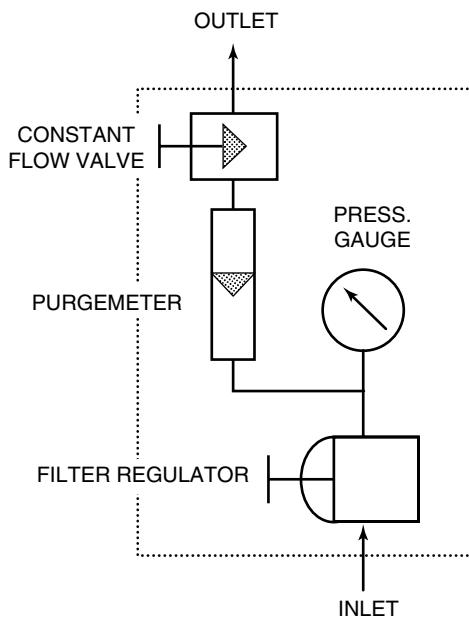 OUTLET
CONSTANT
FLOW VALVE
PRESS.
GAUGE
PURGEMETER
FILTER REGULATOR
INLET